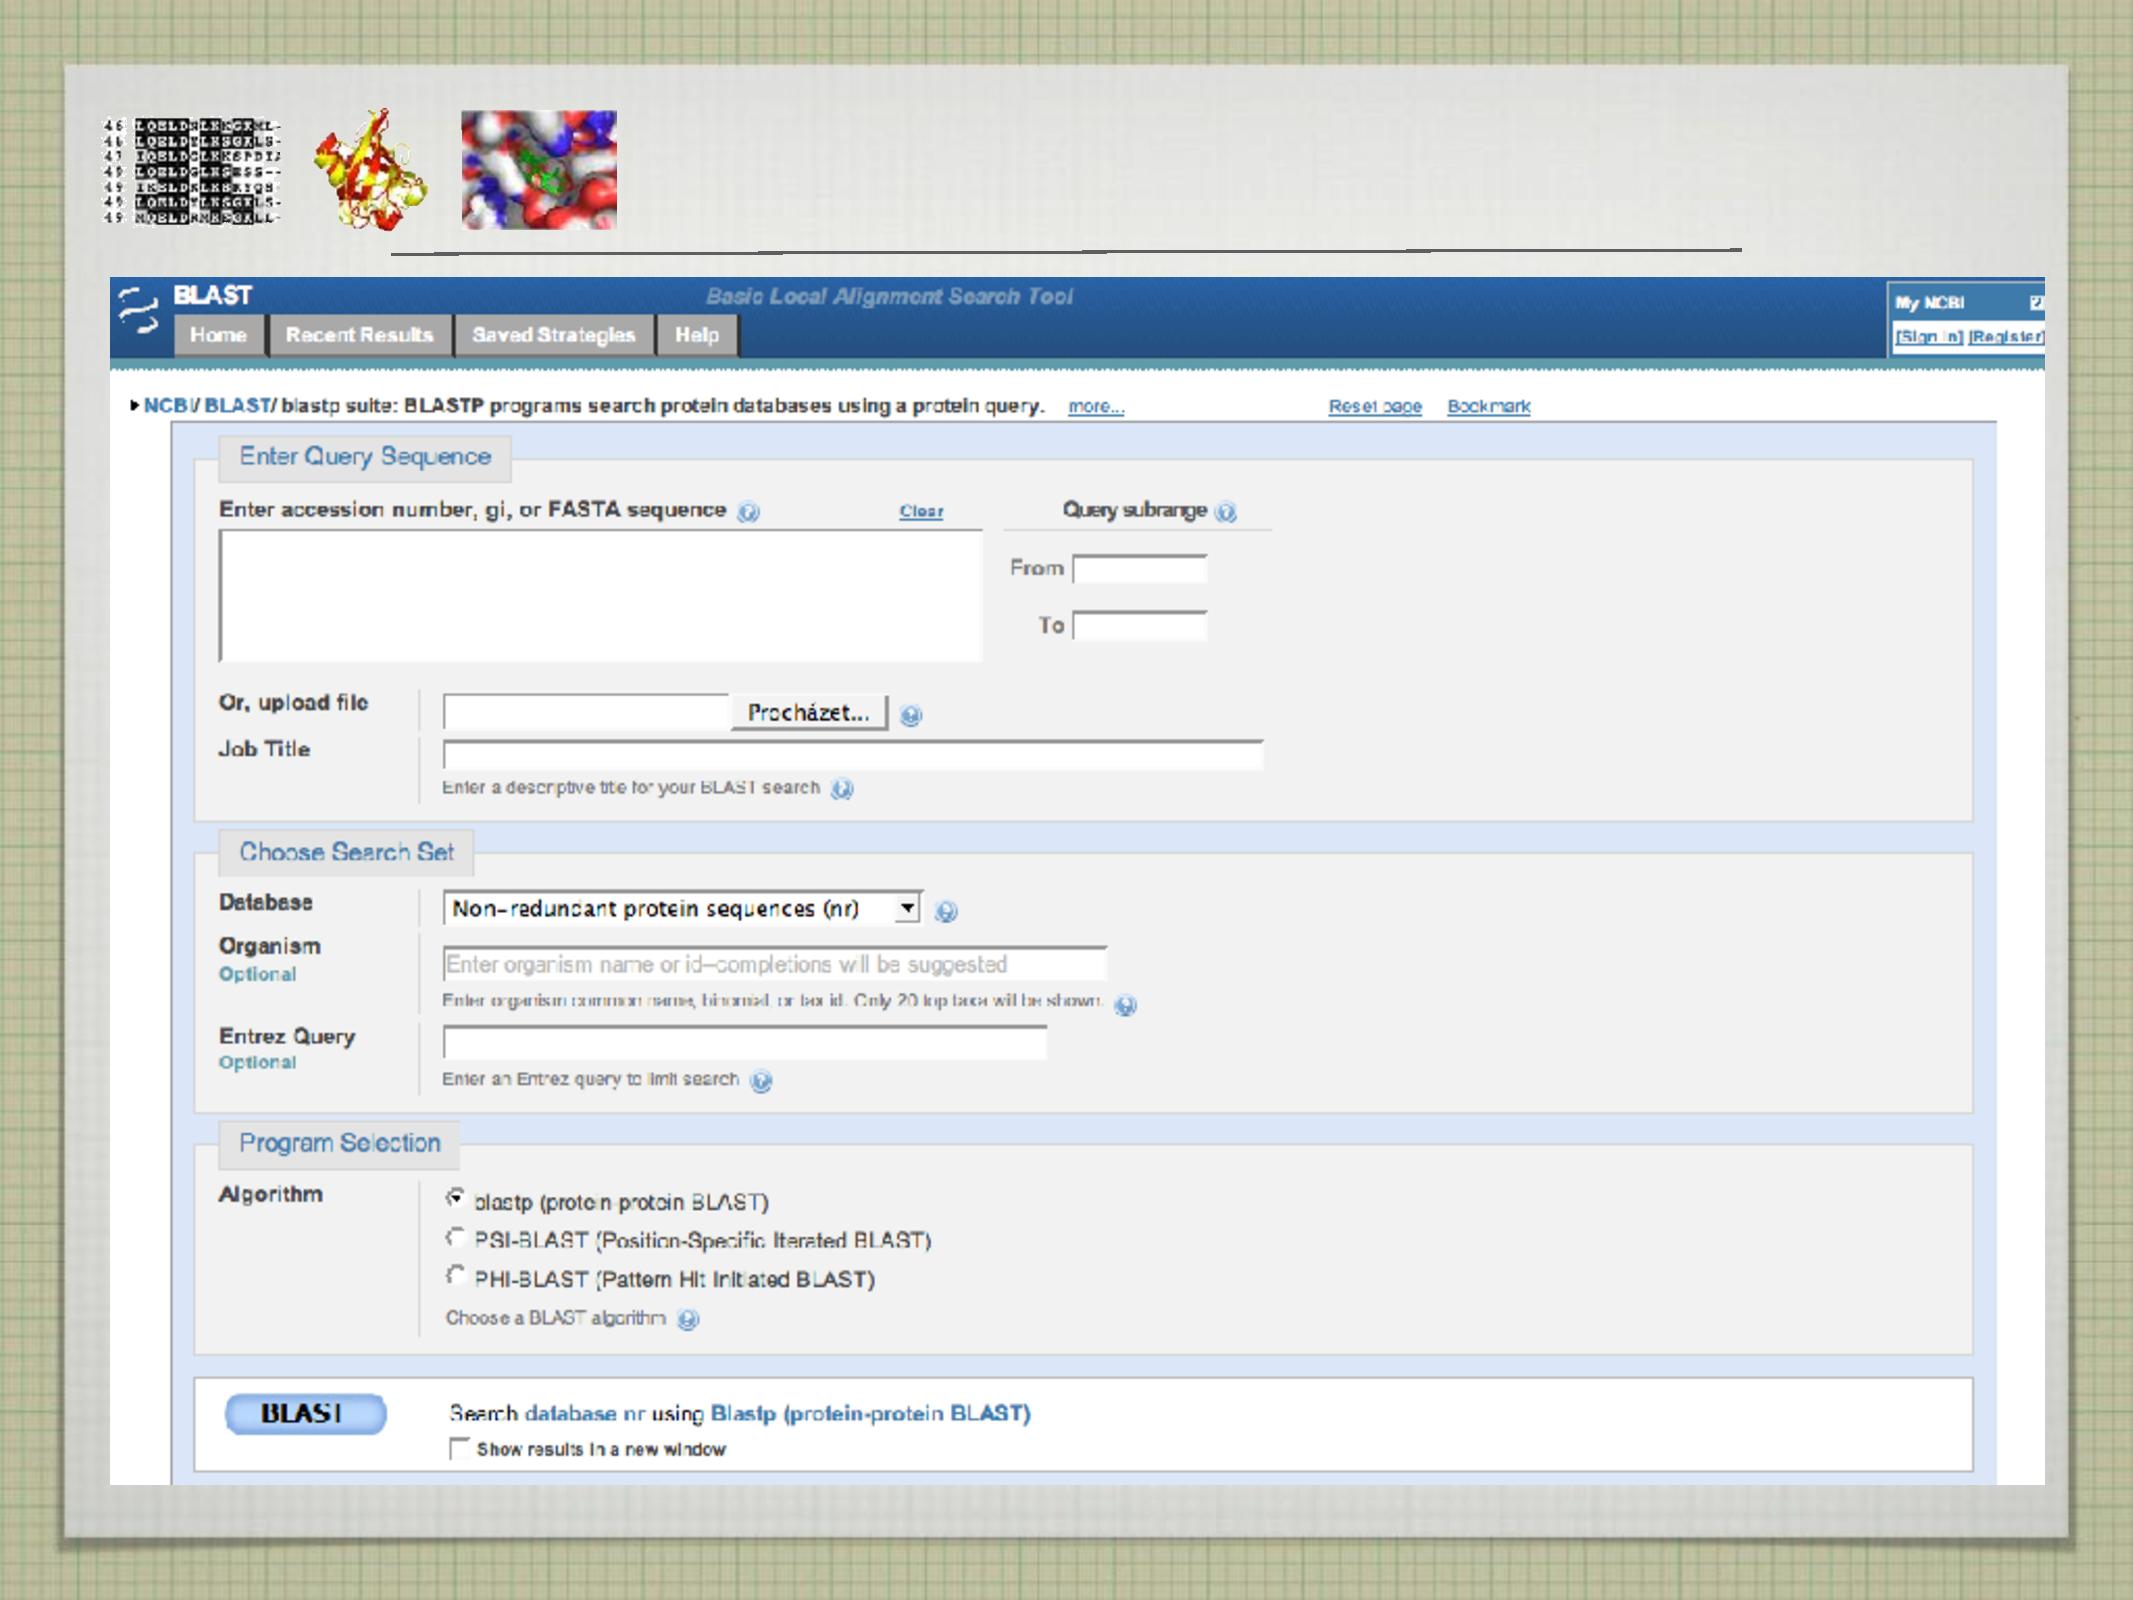 BLAST
Basic Local Alignment Search Tool
My NCBI
[Sign In] [Register]
Home
Recent Results
Saved Strategies
Help
NCBI/ BLAST/ blastp suite: BLASTP programs search protein databases using a protein query. more...
Reset page
Bookmark
Enter Query Sequence
Enter accession number, gi, or FASTA sequence
Clear
Query subrange
From
To
Or, upload file
Procházet...
Job Title
Enter a descriptive title for your BLAST search
Choose Search Set
Database
Non-redundant protein sequences (nr)
Organism
Optional
Enter organism name or id--completions will be suggested
Enter organism common name, binomial, or tax id. Only 20 top taxa will be shown.
Entrez Query
Optional
Enter an Entrez query to limit search
Program Selection
Algorithm
blastp (protein-protein BLAST)
PSI-BLAST (Position-Specific Iterated BLAST)
PHI-BLAST (Pattern Hit Initiated BLAST)
Choose a BLAST algorithm
BLAST
Search database nr using Blastp (protein-protein BLAST)
Show results in a new window